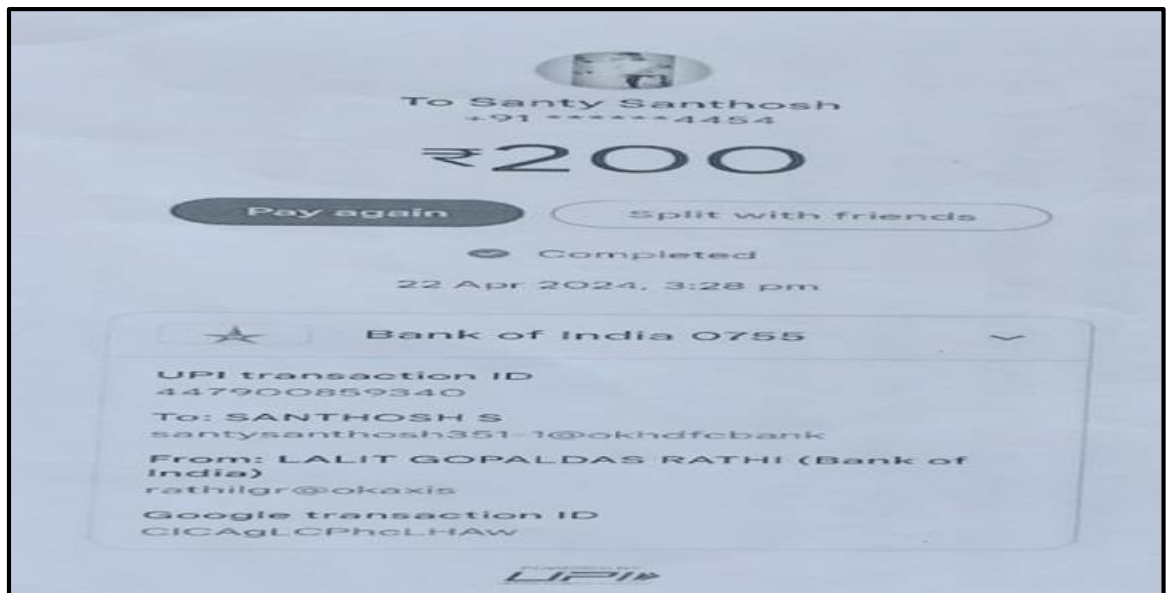 To Santy Santhosh
+91 ******4454
₹200
Pay again
Split with friends
Completed
22 Apr 2024, 3:28 pm
Bank of India 0755
UPI transaction ID
447900859340
To: SANTHOSH S
santysanthosh351-1@okhdfcbank
From: LALIT GOPALDAS RATHI (Bank of
India)
rathilgr@okaxis
Google transaction ID
CICAgLCPhcLHAw
UPI